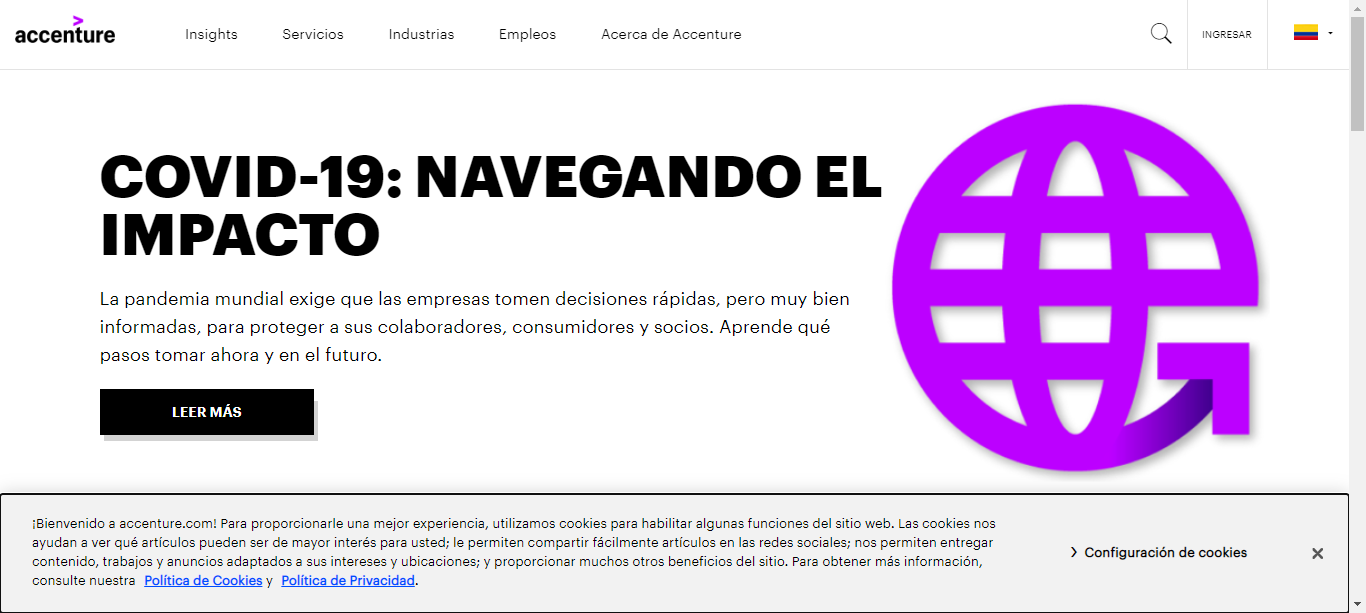 accenture
Insights
Servicios
Industrias
Empleos
Acerca de Accenture
INGRESAR
COVID-19: NAVEGANDO EL
IMPACTO
La pandemia mundial exige que las empresas tomen decisiones rápidas, pero muy bien
informadas, para proteger a sus colaboradores, consumidores y socios. Aprende qué
pasos tomar ahora y en el futuro.
LEER MÁS
¡Bienvenido a accenture.com! Para proporcionarle una mejor experiencia, utilizamos cookies para habilitar algunas funciones del sitio web. Las cookies nos
ayudan a ver qué artículos pueden ser de mayor interés para usted; le permiten compartir fácilmente artículos en las redes sociales; nos permiten entregar
contenido, trabajos y anuncios adaptados a sus intereses y ubicaciones; y proporcionar muchos otros beneficios del sitio. Para obtener más información,
consulte nuestra Política de Cookies y Política de Privacidad.
Configuración de cookies